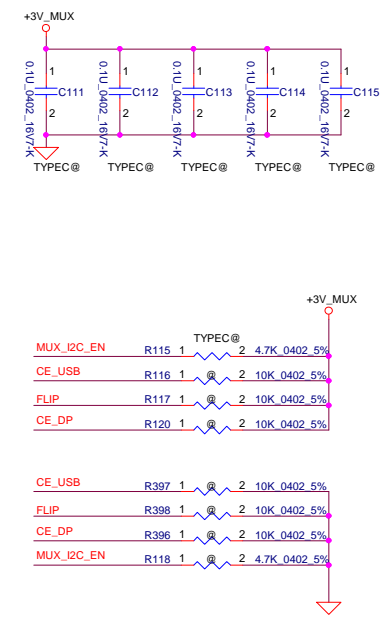 +3V_MUX
1 1 1 1 1
0.1U_0402_16V7-K C111 0.1U_0402_16V7-K C112 0.1U_0402_16V7-K C113 0.1U_0402_16V7-K C114 0.1U_0402_16V7-K C115
2 2 2 2 2
TYPEC@ TYPEC@ TYPEC@ TYPEC@ TYPEC@
+3V_MUX
TYPEC@
MUX_I2C_EN R115 1 2 4.7K_0402_5%
CE_USB R116 1 @ 2 10K_0402_5%
FLIP R117 1 @ 2 10K_0402_5%
CE_DP R120 1 @ 2 10K_0402_5%
CE_USB R397 1 @ 2 10K_0402_5%
FLIP R398 1 @ 2 10K_0402_5%
CE_DP R396 1 @ 2 10K_0402_5%
MUX_I2C_EN R118 1 @ 2 4.7K_0402_5%